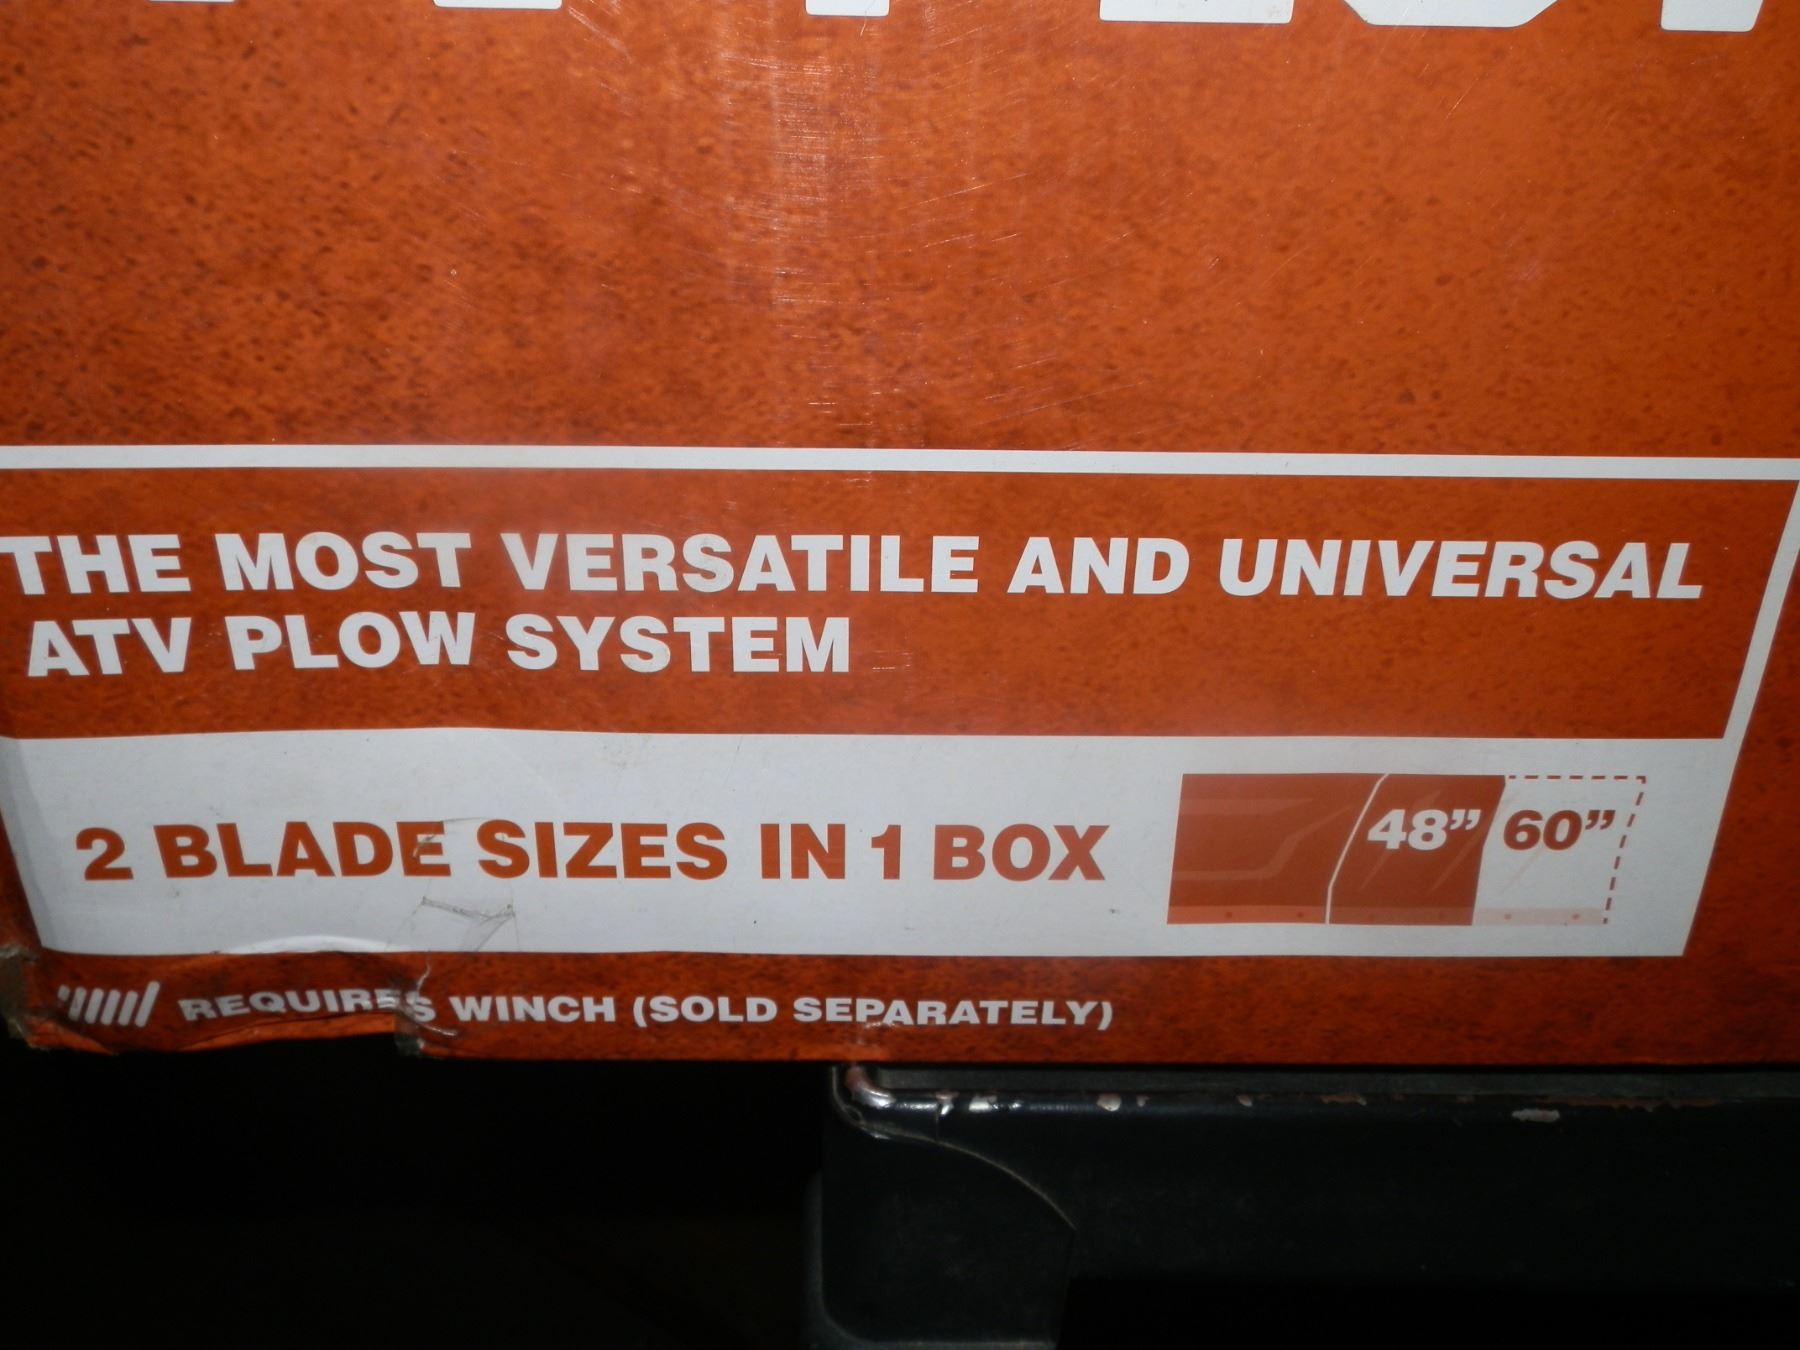 THE MOST VERSATILE AND UNIVERSAL
ATV PLOW SYSTEM
2 BLADE SIZES IN 1 BOX
48” 60”
REQUIRES WINCH (SOLD SEPARATELY)